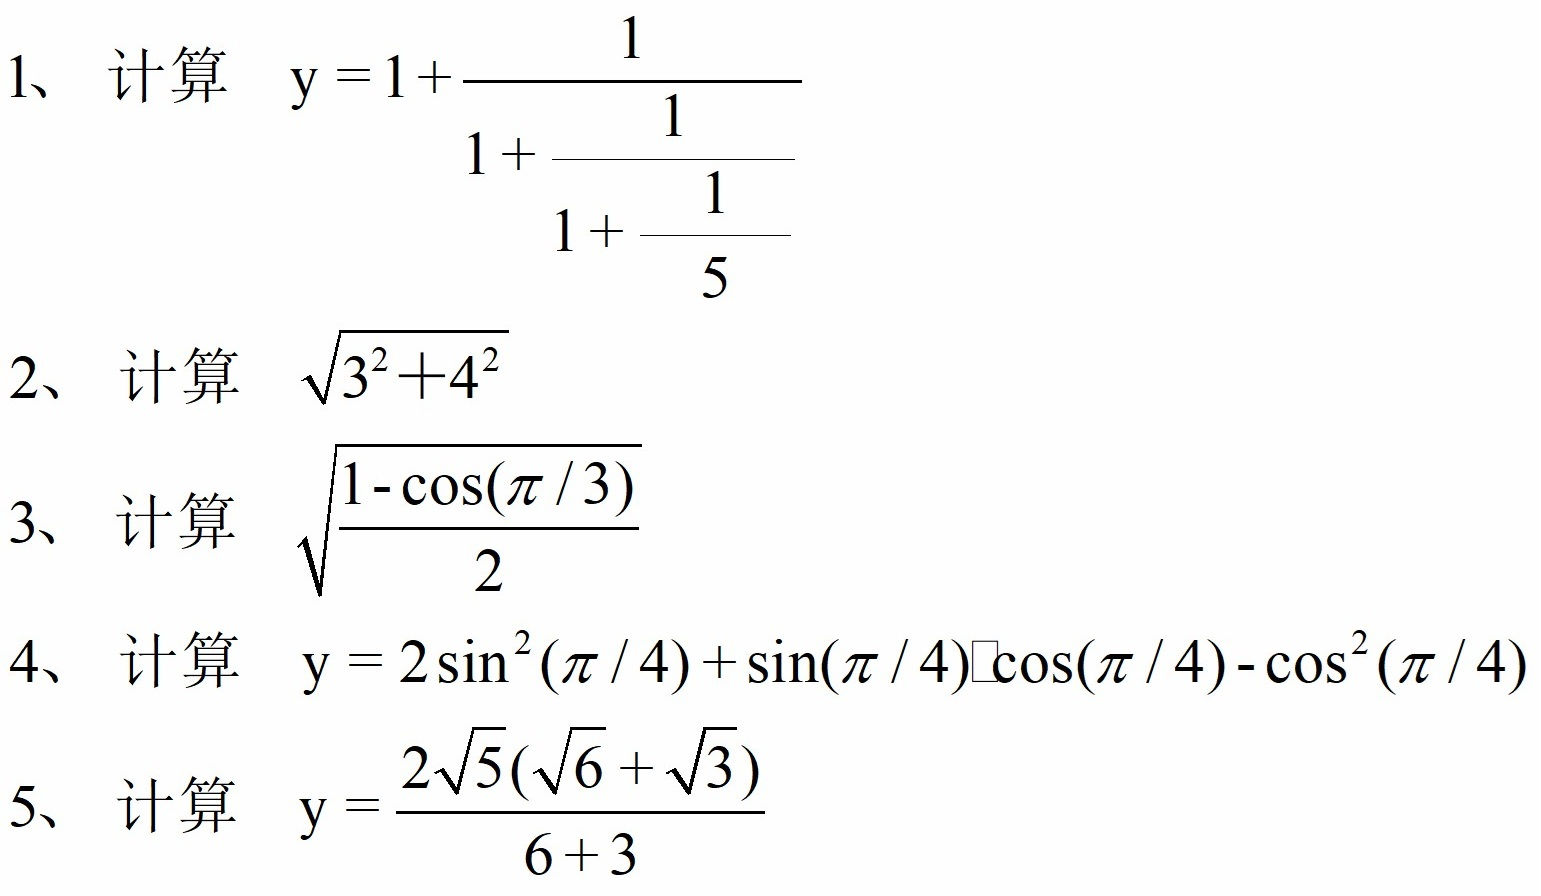 1、 计算 y = 1 + 1/(1 + 1/(1 + 1/5))
2、 计算 √(3²＋4²)
3、 计算 √((1 - cos(π / 3))/2)
4、 计算 y = 2 sin²(π / 4) + sin(π / 4)□cos(π / 4) - cos²(π / 4)
5、 计算 y = 2√5(√6 + √3)/(6 + 3)